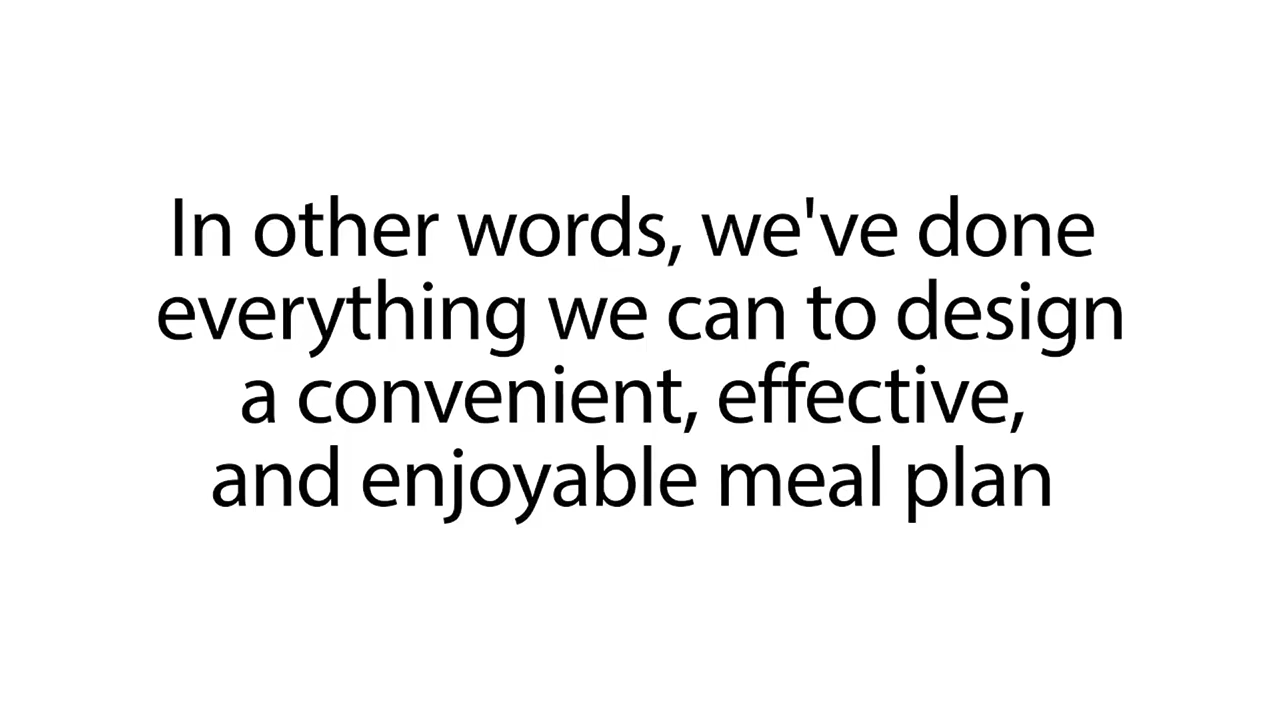 In other words, we've done
everything we can to design
a convenient, effective,
and enjoyable meal plan